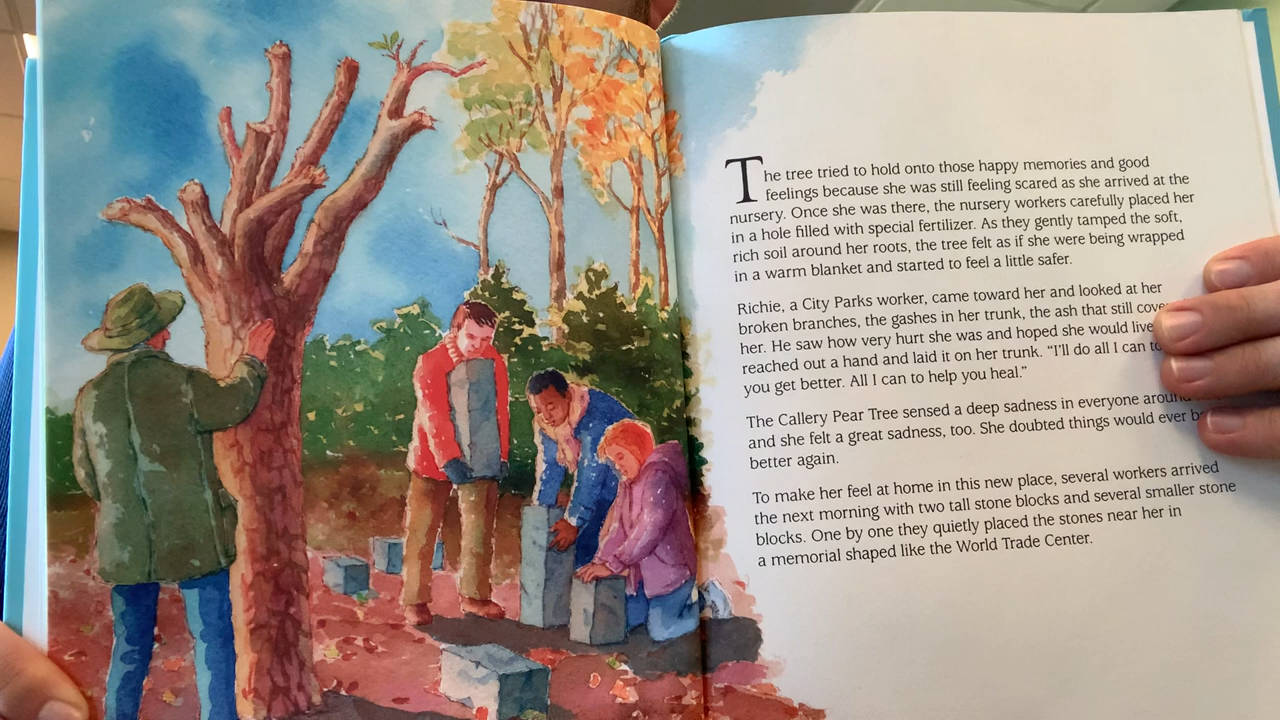 The tree tried to hold onto those happy memories and good
feelings because she was still feeling scared as she arrived at the
nursery. Once she was there, the nursery workers carefully placed her
in a hole filled with special fertilizer. As they gently tamped the soft,
rich soil around her roots, the tree felt as if she were being wrapped
in a warm blanket and started to feel a little safer.
Richie, a City Parks worker, came toward her and looked at her
broken branches, the gashes in her trunk, the ash that still
her. He saw how very hurt she was and hoped she would live
reached out a hand and laid it on her trunk. “I’ll do all I can
you get better. All I can to help you heal.”
The Callery Pear Tree sensed a deep sadness in everyone around
and she felt a great sadness, too. She doubted things would ever
better again.
To make her feel at home in this new place, several workers arrived
the next morning with two tall stone blocks and several smaller stone
blocks. One by one they quietly placed the stones near her in
a memorial shaped like the World Trade Center.